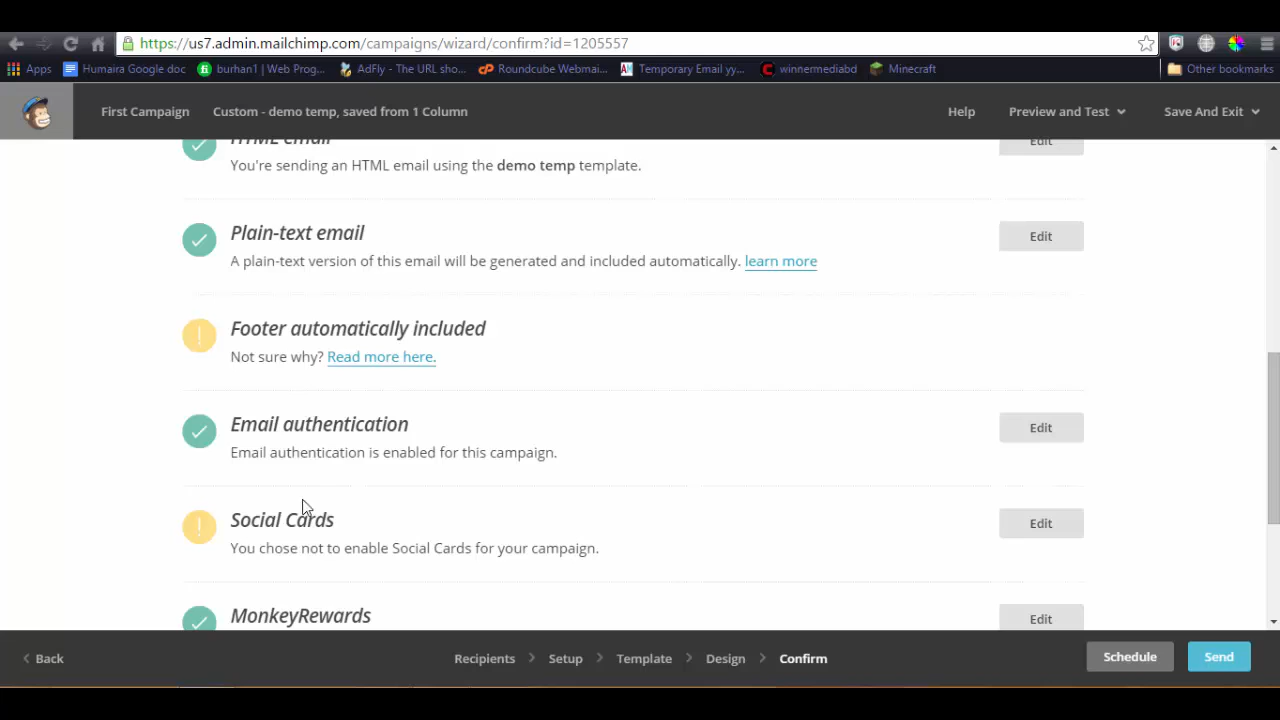 https://us7.admin.mailchimp.com/campaigns/wizard/confirm?id=1205557
Apps Humaira Google doc burhan1 | Web Prog... AdFly - The URL sho... Roundcube Webmai... Temporary Email yy... winnermediabd Minecraft Other bookmarks
First Campaign Custom - demo temp, saved from 1 Column Help Preview and Test Save And Exit
HTML email Edit
You're sending an HTML email using the demo temp template.
Plain-text email Edit
A plain-text version of this email will be generated and included automatically. learn more
Footer automatically included
Not sure why? Read more here.
Email authentication Edit
Email authentication is enabled for this campaign.
Social Cards Edit
You chose not to enable Social Cards for your campaign.
MonkeyRewards Edit
Back Recipients Setup Template Design Confirm Schedule Send